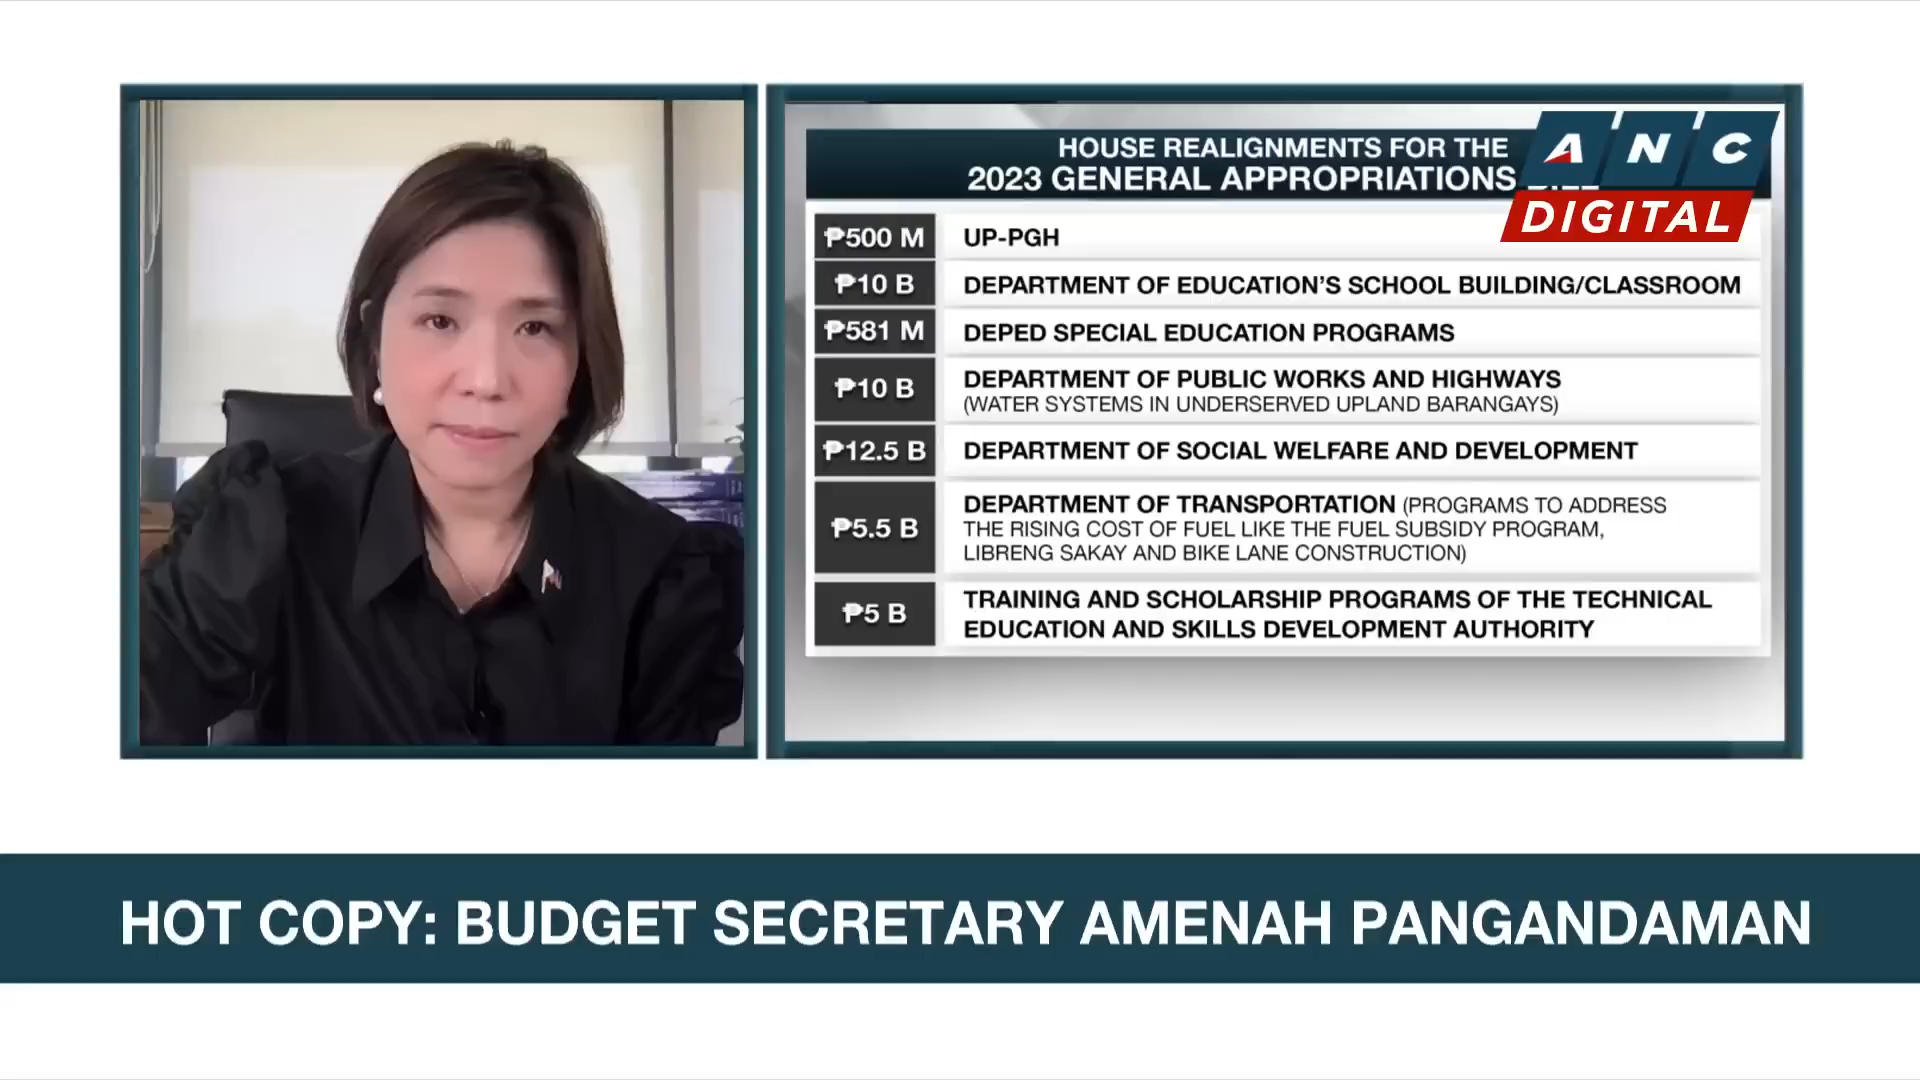 HOUSE REALIGNMENTS FOR THE
2023 GENERAL APPROPRIATIONS
ANC
DIGITAL
₱500 M UP-PGH
₱10 B DEPARTMENT OF EDUCATION'S SCHOOL BUILDING/CLASSROOM
₱581 M DEPED SPECIAL EDUCATION PROGRAMS
₱10 B DEPARTMENT OF PUBLIC WORKS AND HIGHWAYS
(WATER SYSTEMS IN UNDERSERVED UPLAND BARANGAYS)
₱12.5 B DEPARTMENT OF SOCIAL WELFARE AND DEVELOPMENT
₱5.5 B DEPARTMENT OF TRANSPORTATION (PROGRAMS TO ADDRESS
THE RISING COST OF FUEL LIKE THE FUEL SUBSIDY PROGRAM,
LIBRENG SAKAY AND BIKE LANE CONSTRUCTION)
₱5 B TRAINING AND SCHOLARSHIP PROGRAMS OF THE TECHNICAL
EDUCATION AND SKILLS DEVELOPMENT AUTHORITY
HOT COPY: BUDGET SECRETARY AMENAH PANGANDAMAN